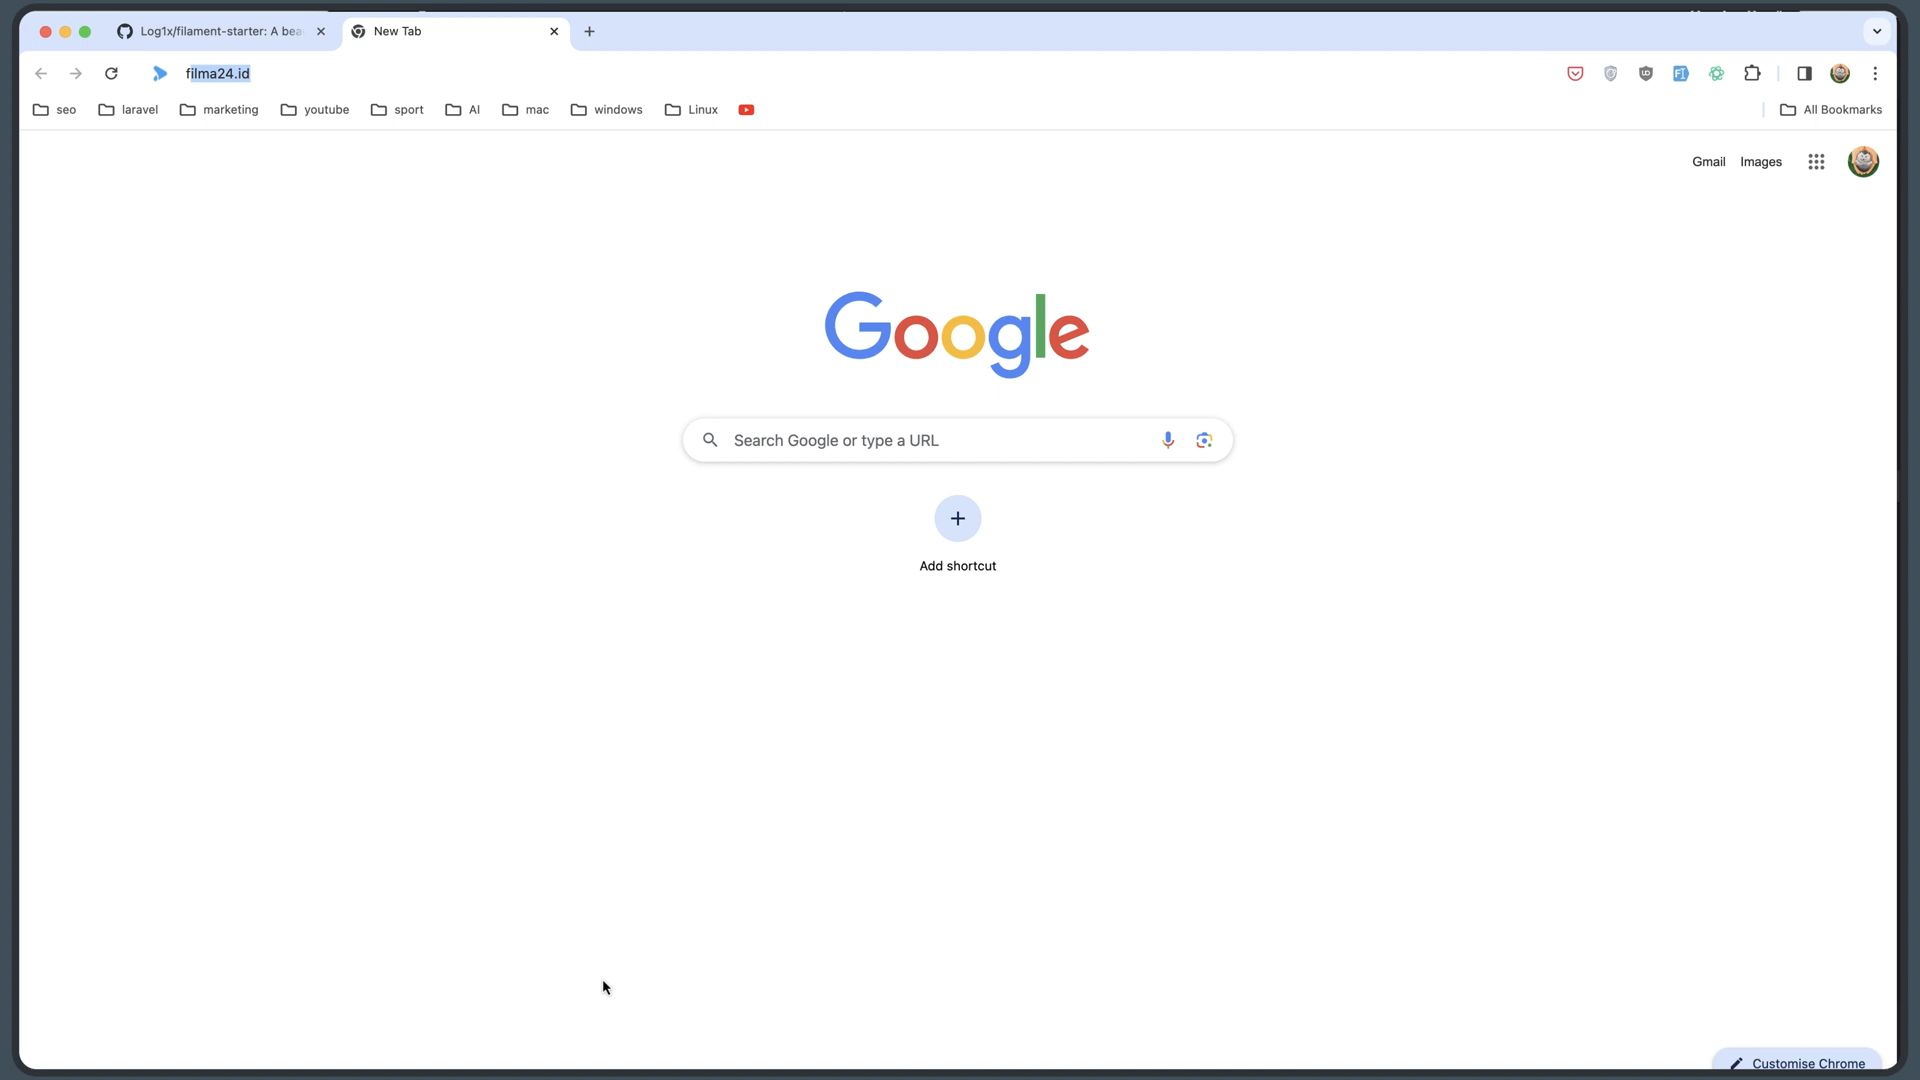 Log1x/filament-starter: A bea
New Tab
filma24.id
seo
laravel
marketing
youtube
sport
AI
mac
windows
Linux
All Bookmarks
Gmail
Images
Google
Search Google or type a URL
Add shortcut
Customise Chrome